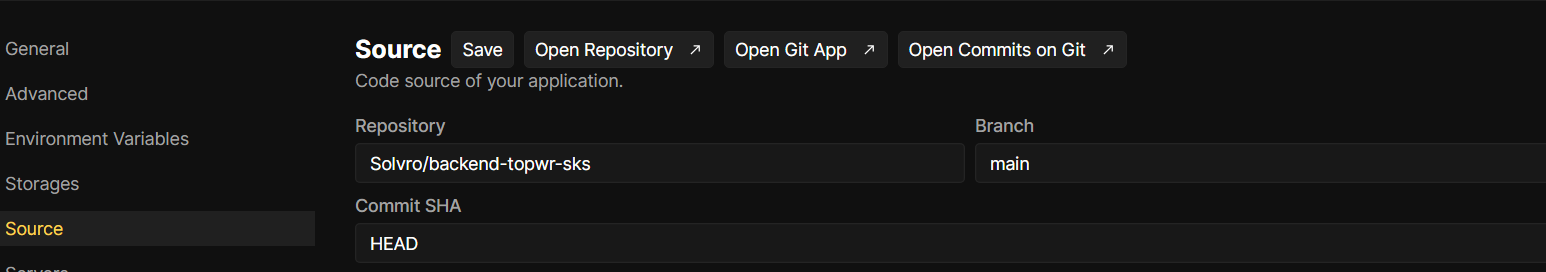 General
Advanced
Environment Variables
Storages
Source
Servers
Source Save Open Repository ↗ Open Git App ↗ Open Commits on Git ↗
Code source of your application.
Repository
Solvro/backend-topwr-sks
Branch
main
Commit SHA
HEAD